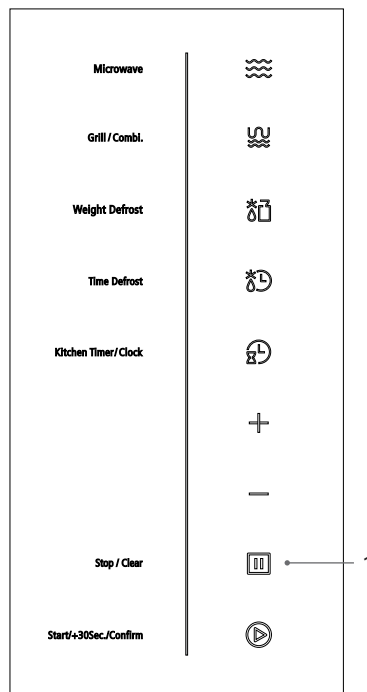 Microwave
Grill/Combi.
Weight Defrost
Time Defrost
Kitchen Timer/Clock
Stop / Clear
Start/+30Sec./Confirm